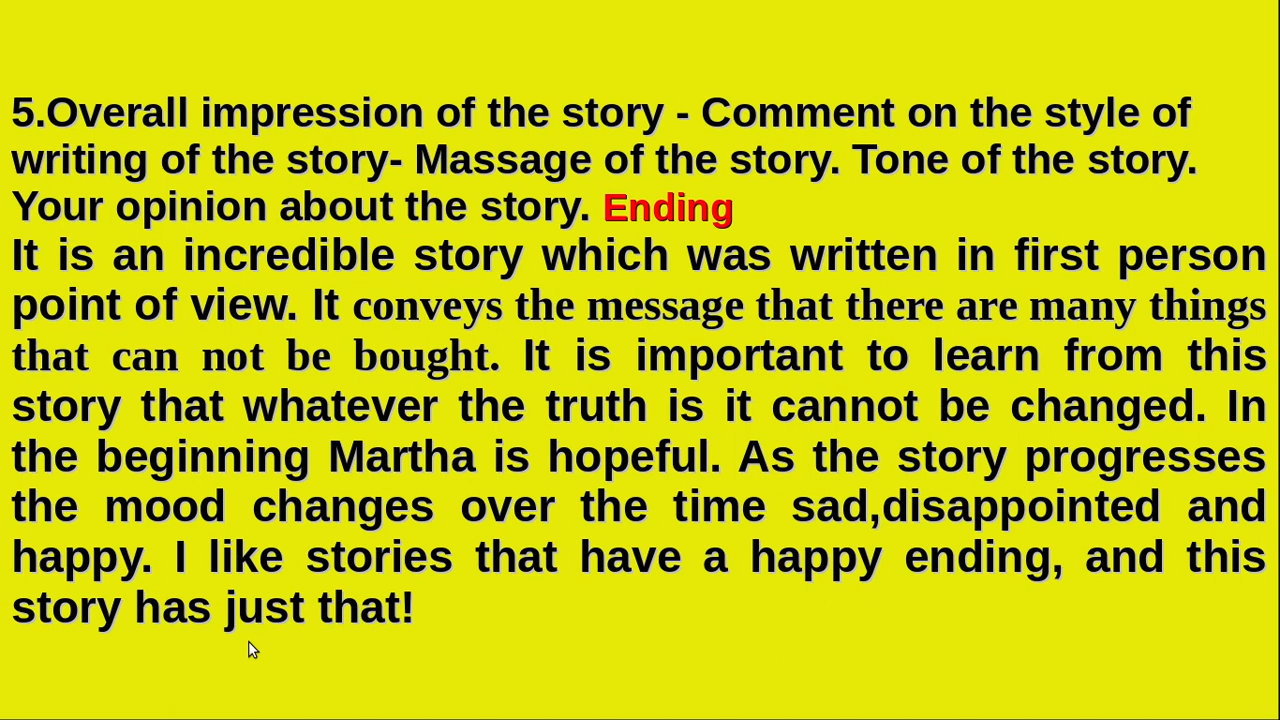 5.Overall impression of the story - Comment on the style of
writing of the story- Massage of the story. Tone of the story.
Your opinion about the story. Ending
It is an incredible story which was written in first person
point of view. It conveys the message that there are many things
that can not be bought. It is important to learn from this
story that whatever the truth is it cannot be changed. In
the beginning Martha is hopeful. As the story progresses
the mood changes over the time sad,disappointed and
happy. I like stories that have a happy ending, and this
story has just that!